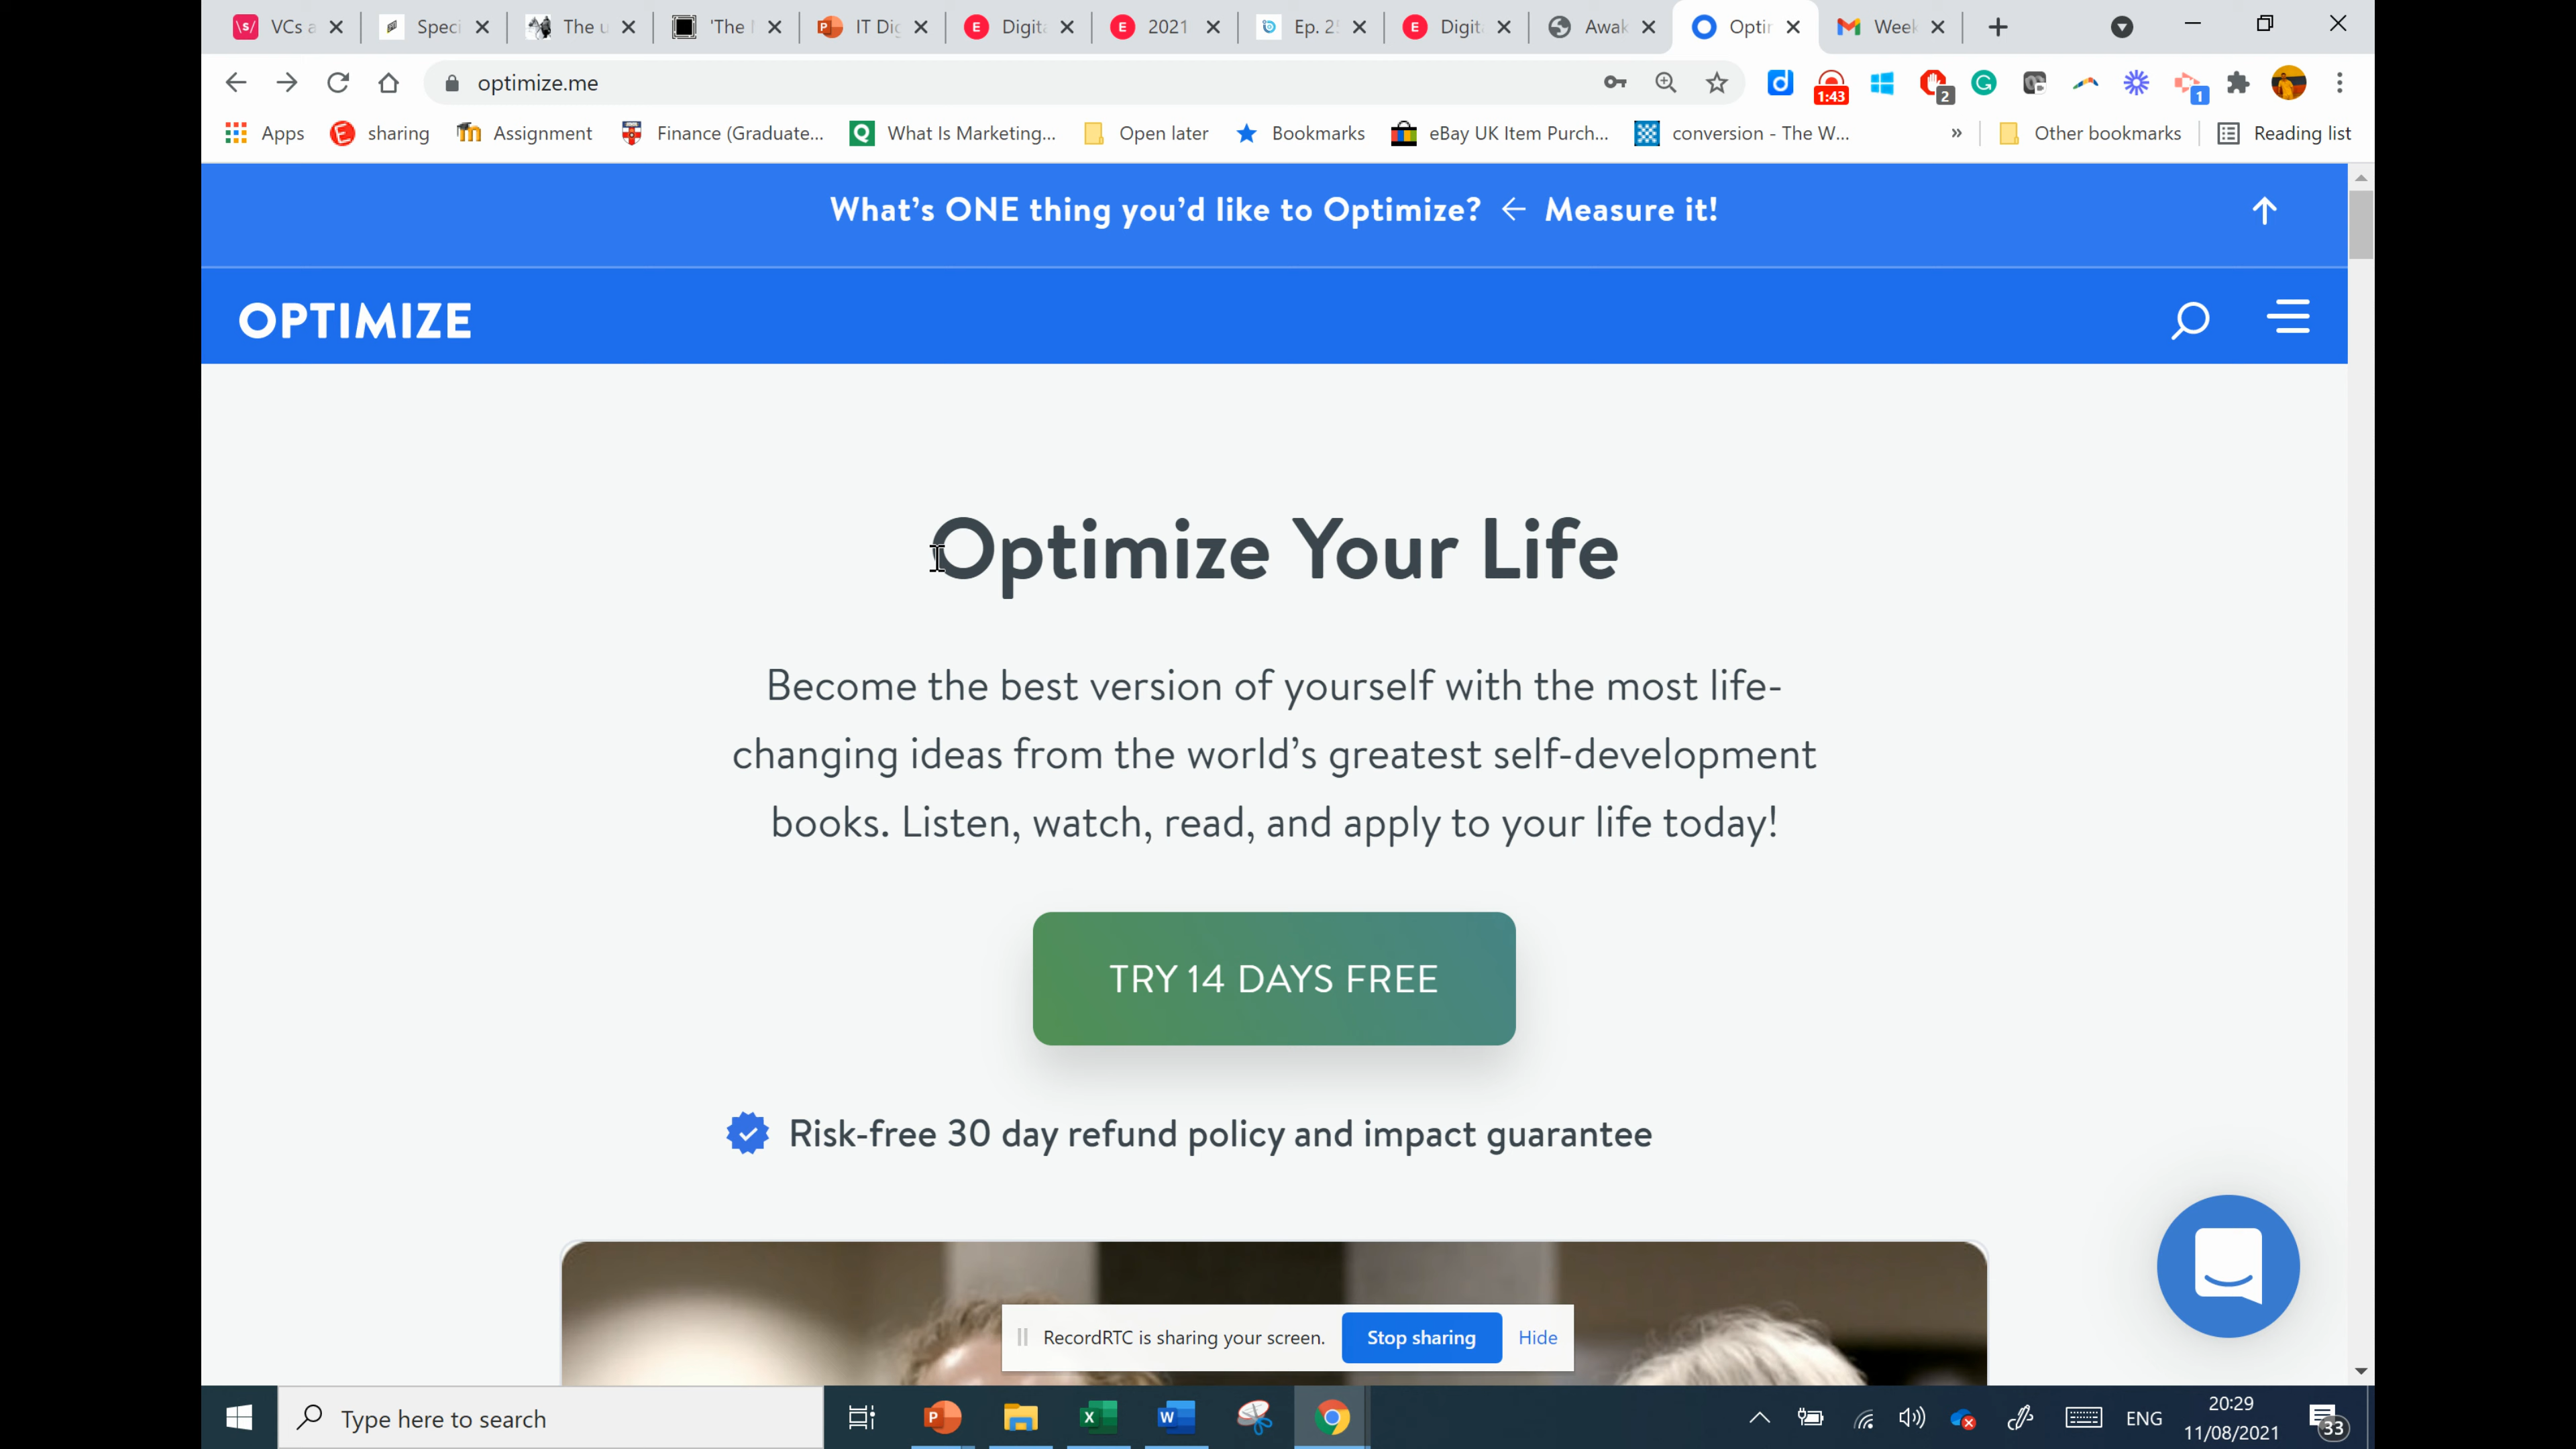 VCs a
Speci
The u
'The
IT Dig
Digit
2021
Ep. 25
Digit
Awak
Optim
Week
optimize.me
1:43
2
1
Apps
sharing
Assignment
Finance (Graduate...
What Is Marketing...
Open later
Bookmarks
eBay UK Item Purch...
conversion - The W...
»
Other bookmarks
Reading list
What's ONE thing you'd like to Optimize? ← Measure it!
OPTIMIZE
Optimize Your Life
Become the best version of yourself with the most life-
changing ideas from the world's greatest self-development
books. Listen, watch, read, and apply to your life today!
TRY 14 DAYS FREE
Risk-free 30 day refund policy and impact guarantee
RecordRTC is sharing your screen.
Stop sharing
Hide
Type here to search
ENG
20:29
11/08/2021
33